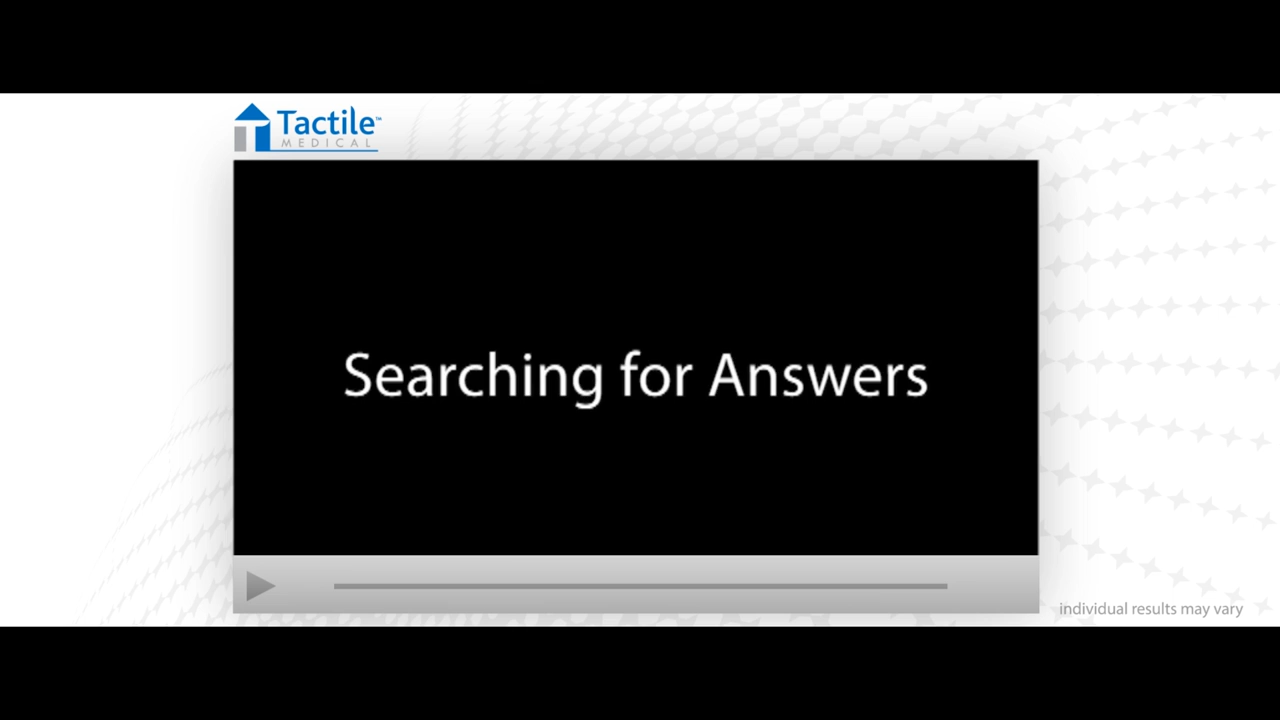 Tactile™
MEDICAL
Searching for Answers
individual results may vary